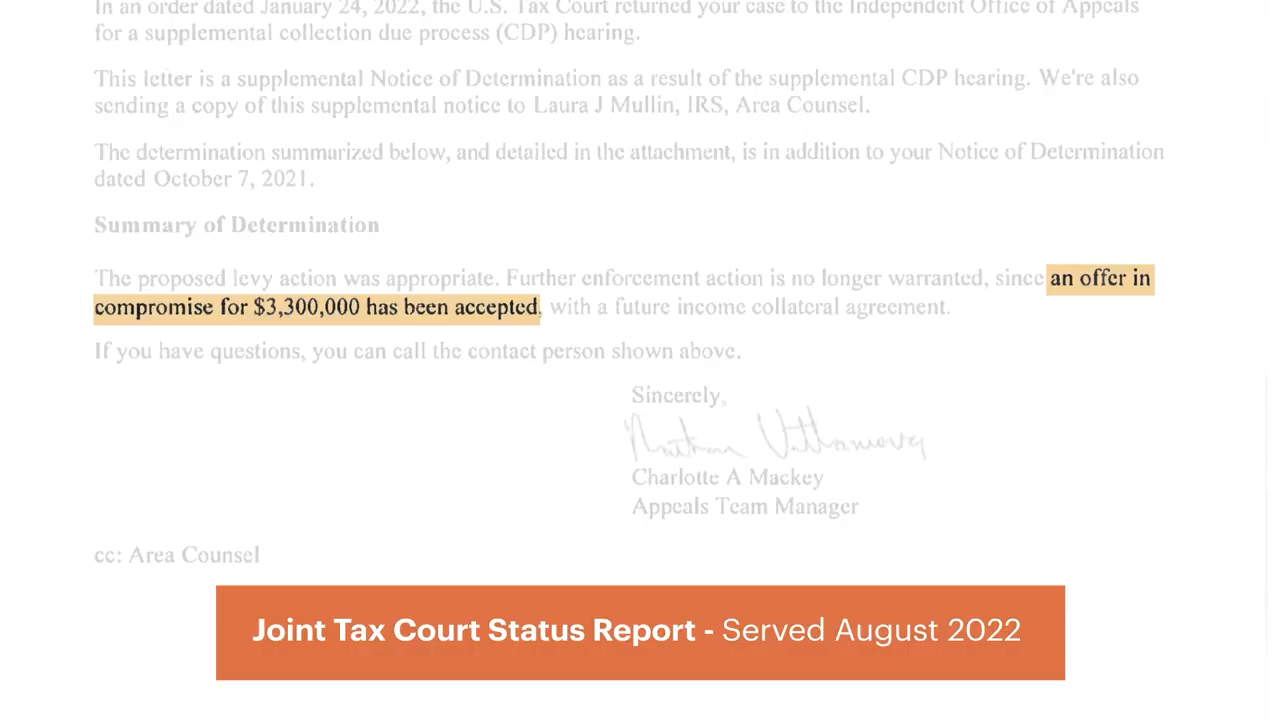 In an order dated January 24, 2022, the U.S. Tax Court returned your case to the Independent Office of Appeals
for a supplemental collection due process (CDP) hearing.
This letter is a supplemental Notice of Determination as a result of the supplemental CDP hearing. We're also
sending a copy of this supplemental notice to Laura J Mullin, IRS, Area Counsel.
The determination summarized below, and detailed in the attachment, is in addition to your Notice of Determination
dated October 7, 2021.
Summary of Determination
The proposed levy action was appropriate. Further enforcement action is no longer warranted, since an offer in
compromise for $3,300,000 has been accepted, with a future income collateral agreement.
If you have questions, you can call the contact person shown above.
Sincerely,
Charlotte A Mackey
Appeals Team Manager
cc: Area Counsel
Joint Tax Court Status Report - Served August 2022